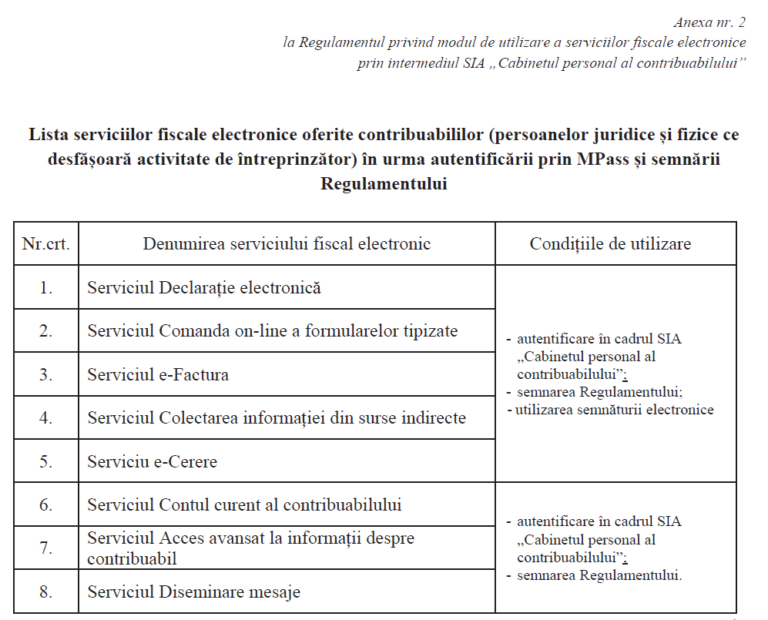 Anexa nr. 2
la Regulamentul privind modul de utilizare a serviciilor fiscale electronice
prin intermediul SIA „Cabinetul personal al contribuabilului”
Lista serviciilor fiscale electronice oferite contribuabililor (persoanelor juridice și fizice ce
desfășoară activitate de întreprinzător) în urma autentificării prin MPass și semnării
Regulamentului
Nr.crt.
Denumirea serviciului fiscal electronic
Condițiile de utilizare
1.
Serviciul Declarație electronică
2.
Serviciul Comanda on-line a formularelor tipizate
3.
Serviciul e-Factura
4.
Serviciul Colectarea informației din surse indirecte
5.
Serviciu e-Cerere
- autentificare în cadrul SIA
„Cabinetul personal al
contribuabilului”;
- semnarea Regulamentului;
- utilizarea semnăturii electronice
6.
Serviciul Contul curent al contribuabilului
7.
Serviciul Acces avansat la informații despre
contribuabil
8.
Serviciul Diseminare mesaje
- autentificare în cadrul SIA
„Cabinetul personal al
contribuabilului”;
- semnarea Regulamentului.